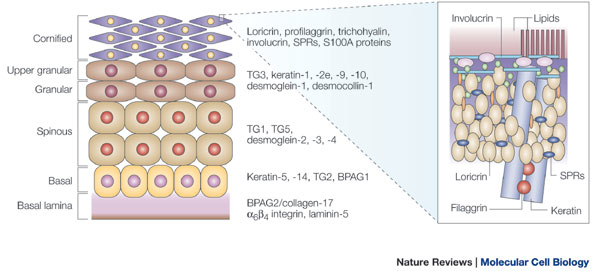 Cornified
Loricrin, profilaggrin, trichohyalin,
involucrin, SPRs, S100A proteins
Upper granular
Granular
TG3, keratin-1, -2e, -9, -10,
desmoglein-1, desmocollin-1
Spinous
TG1, TG5,
desmoglein-2, -3, -4
Basal
Keratin-5, -14, TG2, BPAG1
Basal lamina
BPAG2/collagen-17
α6β4 integrin, laminin-5
Involucrin
Lipids
Loricrin
SPRs
Filaggrin
Keratin
Nature Reviews | Molecular Cell Biology